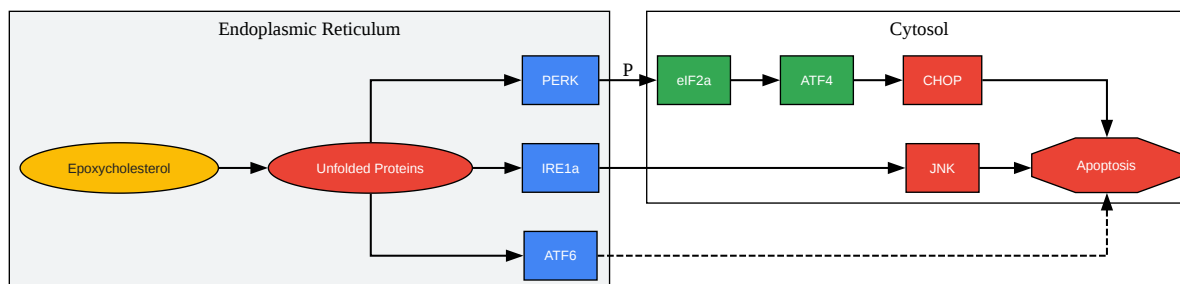 Endoplasmic Reticulum
Cytosol
PERK
P
eIF2a
ATF4
CHOP
Epoxycholesterol
Unfolded Proteins
IRE1a
JNK
Apoptosis
ATF6